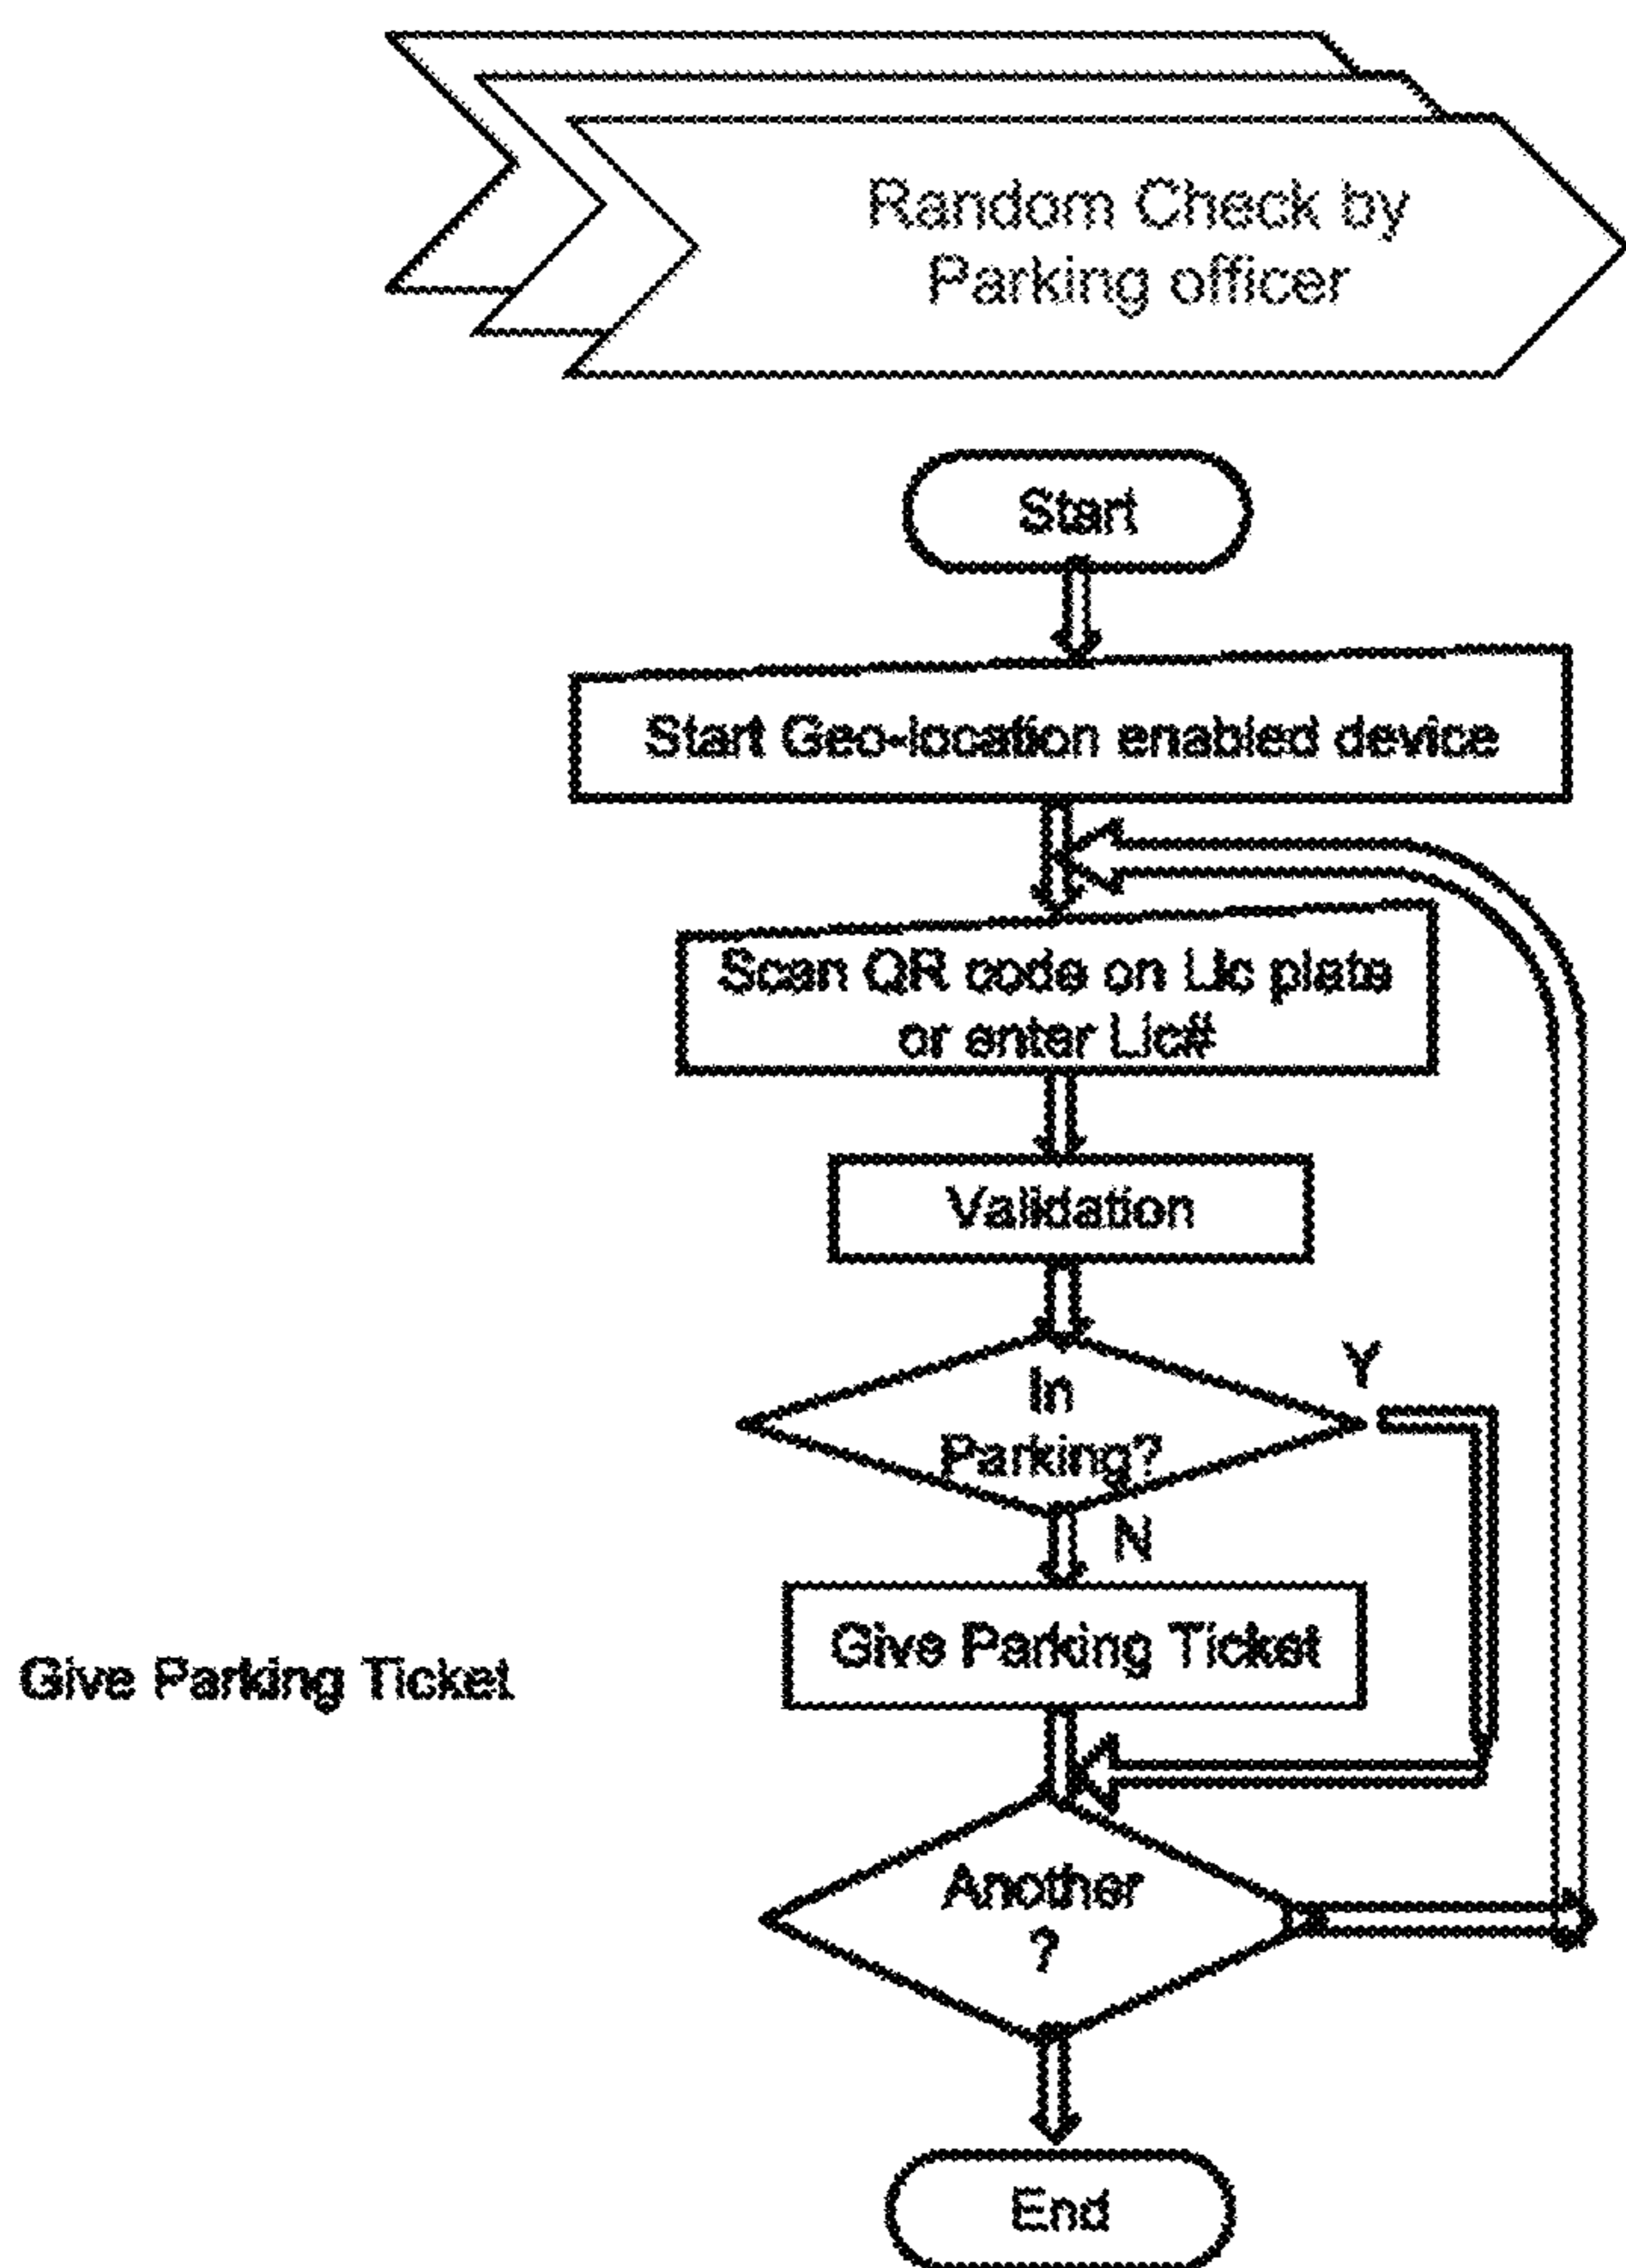 Random Check by
Parking officer
Start
Start Geo-location enabled device
Scan QR code on Lic plate
or enter Lic#
Validation
In
Parking?
Y
N
Give Parking Ticket
Give Parking Ticket
Another
?
End